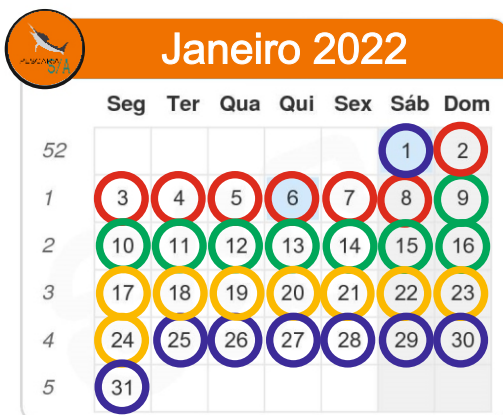 Janeiro 2022
S/A
Seg Ter Qua Qui Sex Sáb Dom
52 1 2
1 3 4 5 6 7 8 9
2 10 11 12 13 14 15 16
3 17 18 19 20 21 22 23
4 24 25 26 27 28 29 30
5 31